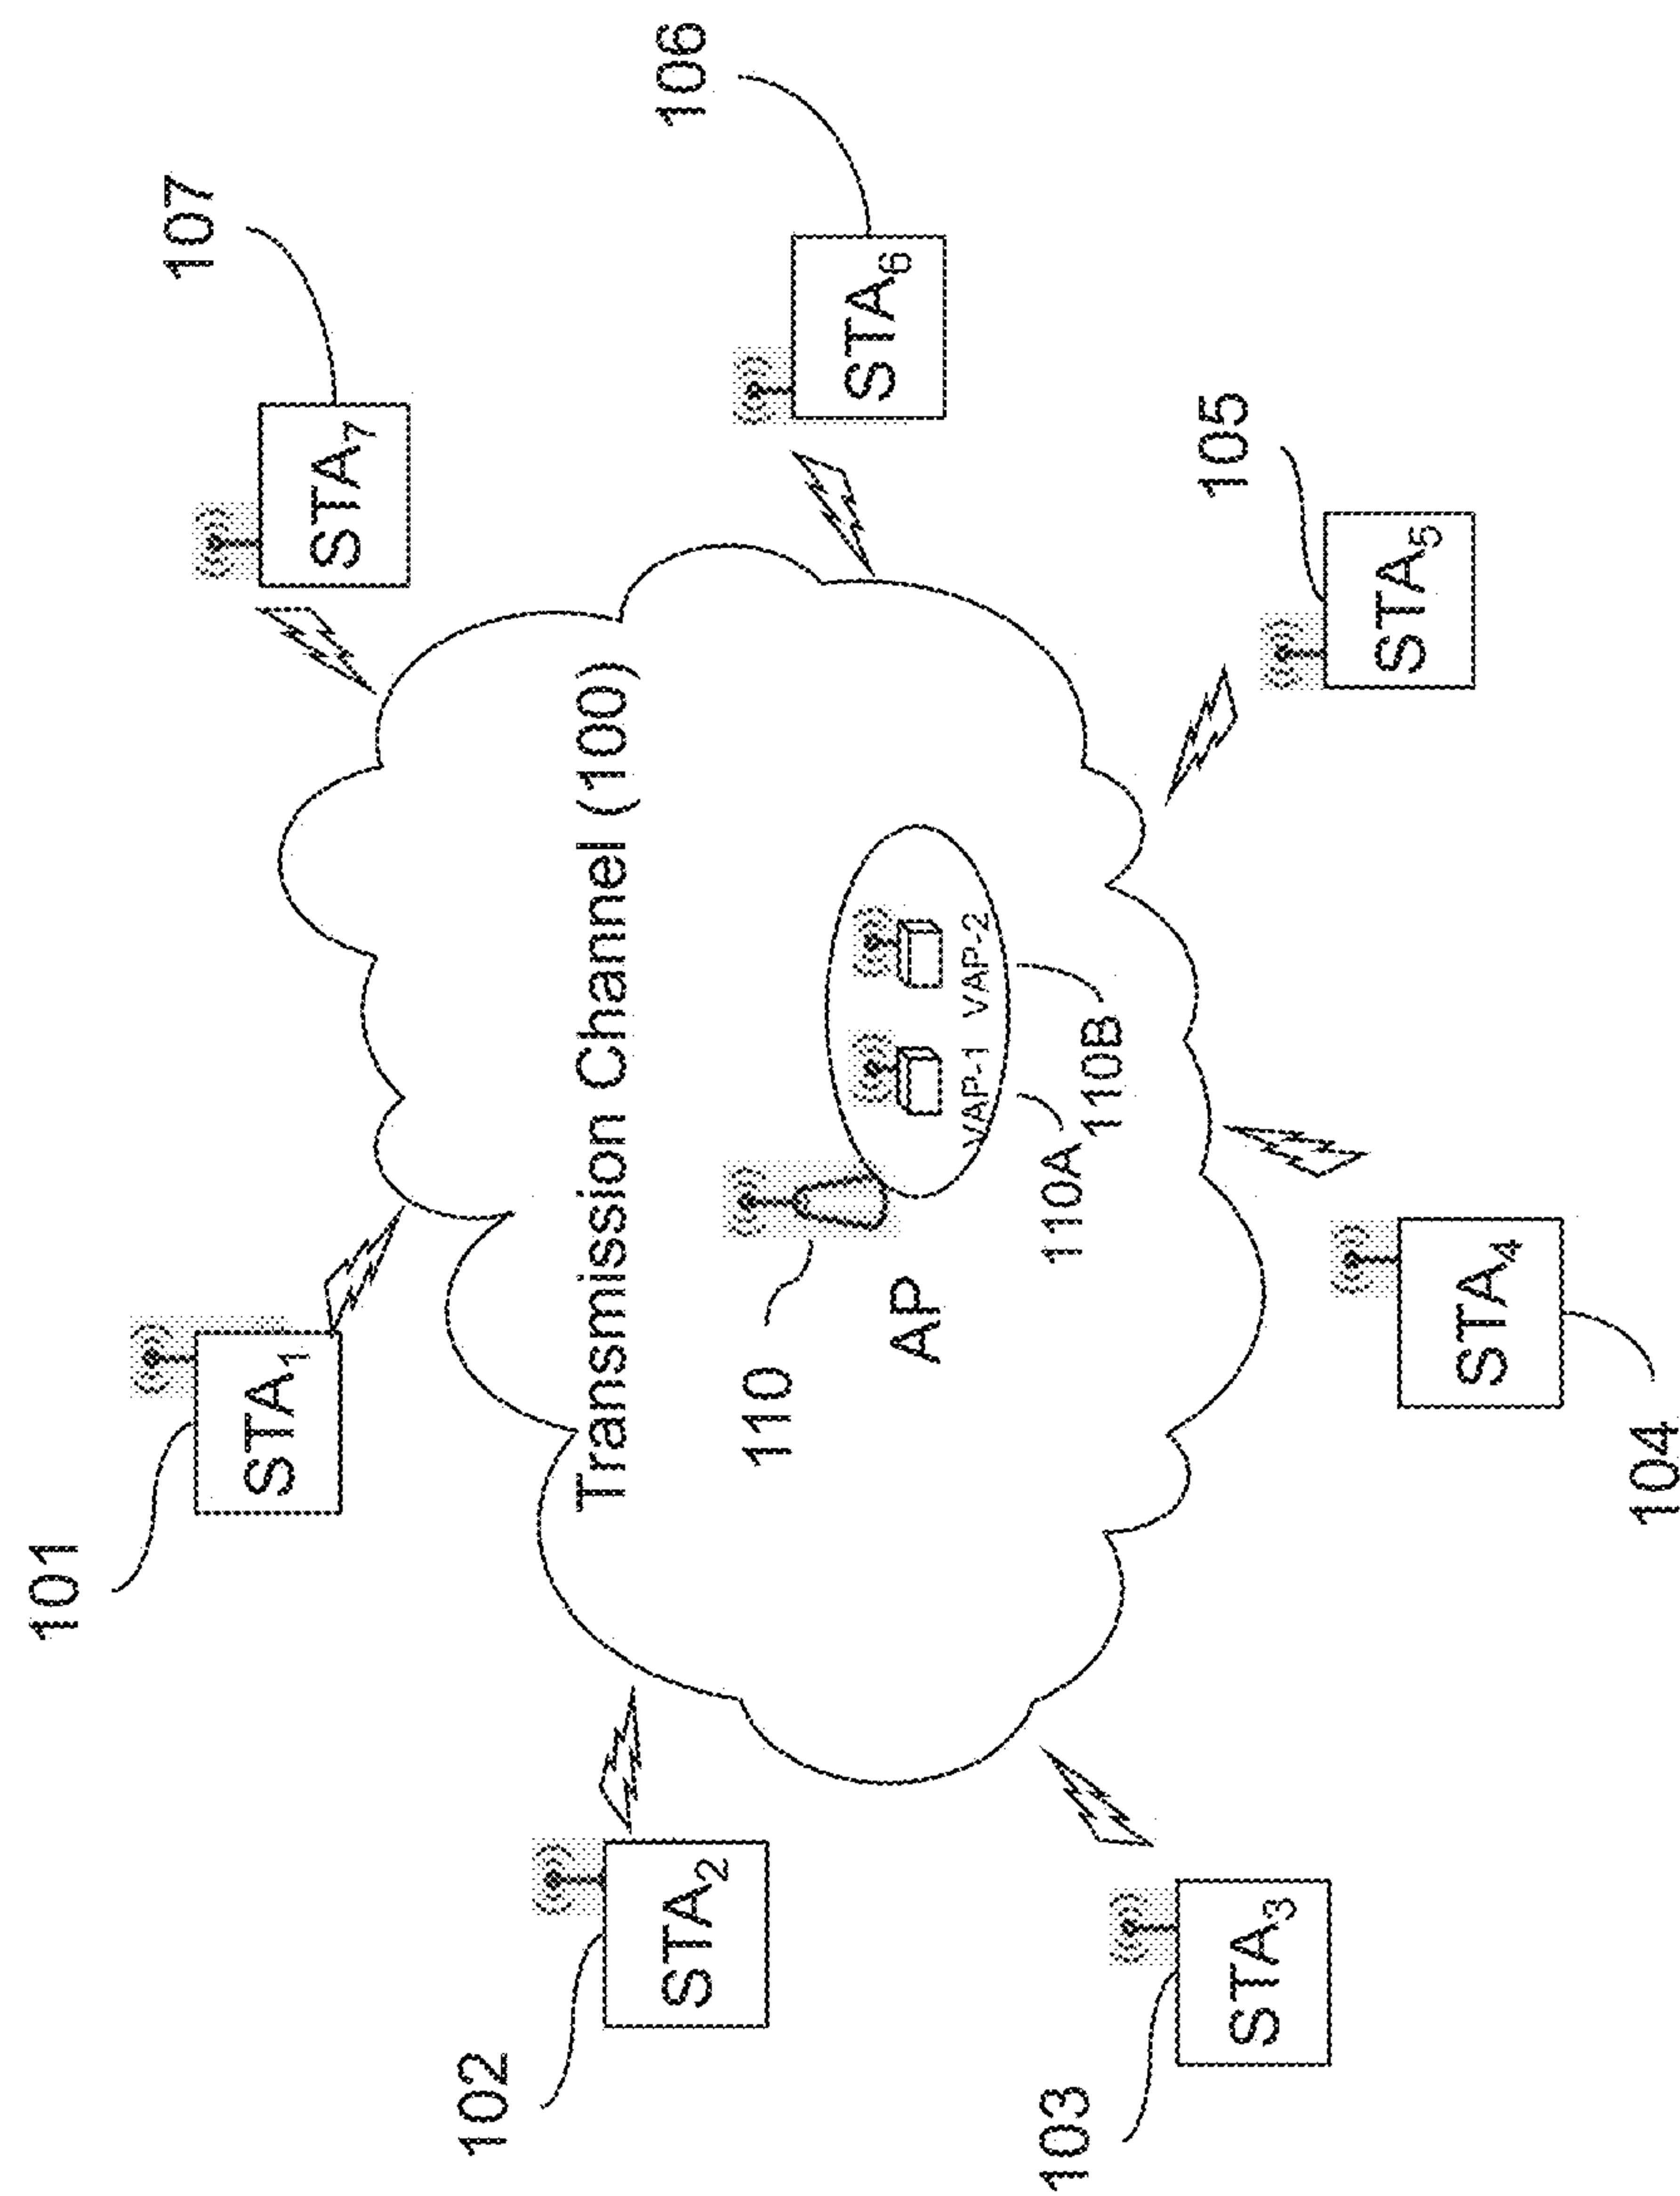 101
STA1
107
STA7
106
STA6
Transmission Channel (100)
110
AP
VAP-1
VAP-2
110A
110B
102
STA2
105
STA5
103
STA3
STA4
104